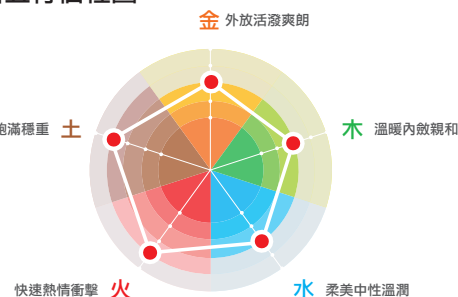 金 外放活潑爽朗
飽滿穩重 土
木 溫暖內斂親和
快速熱情衝擊 火
水 柔美中性溫潤